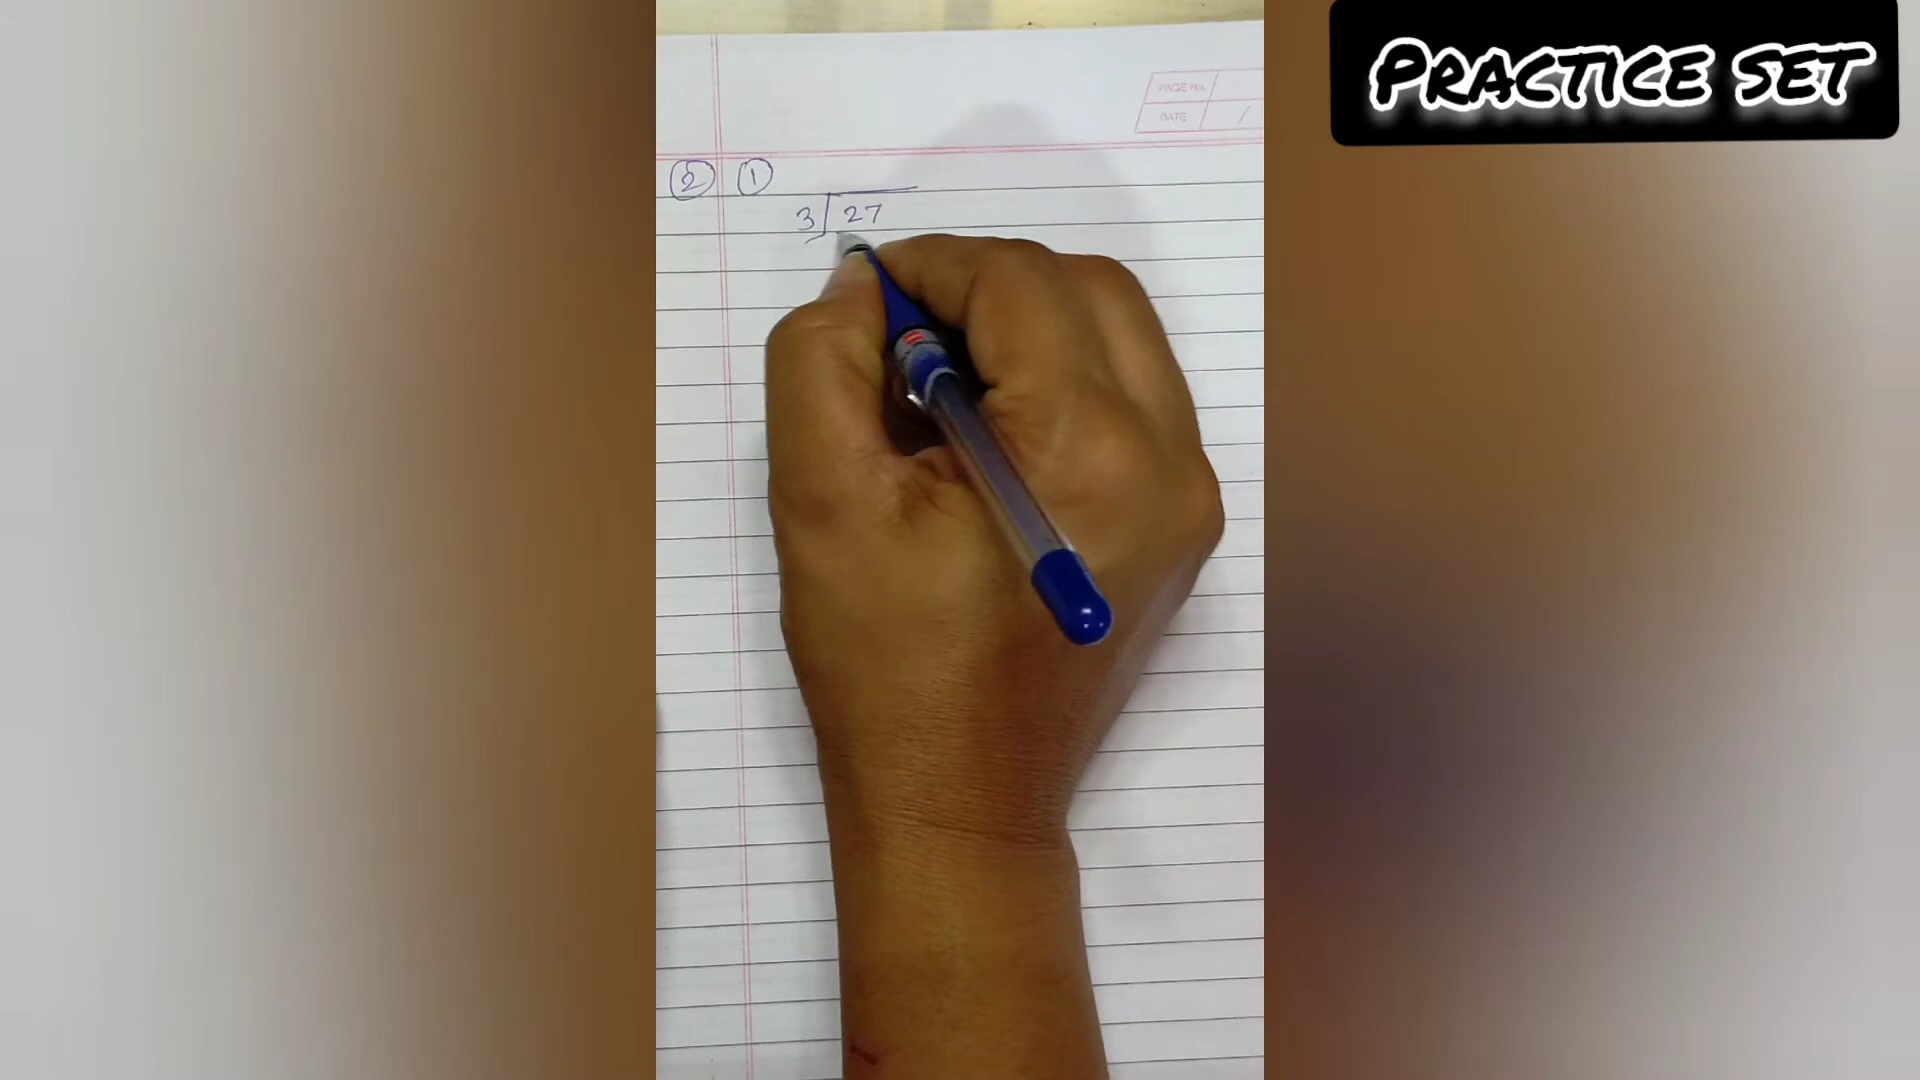 PRACTICE SET
PAGE No.
DATE /
2 1
3 27